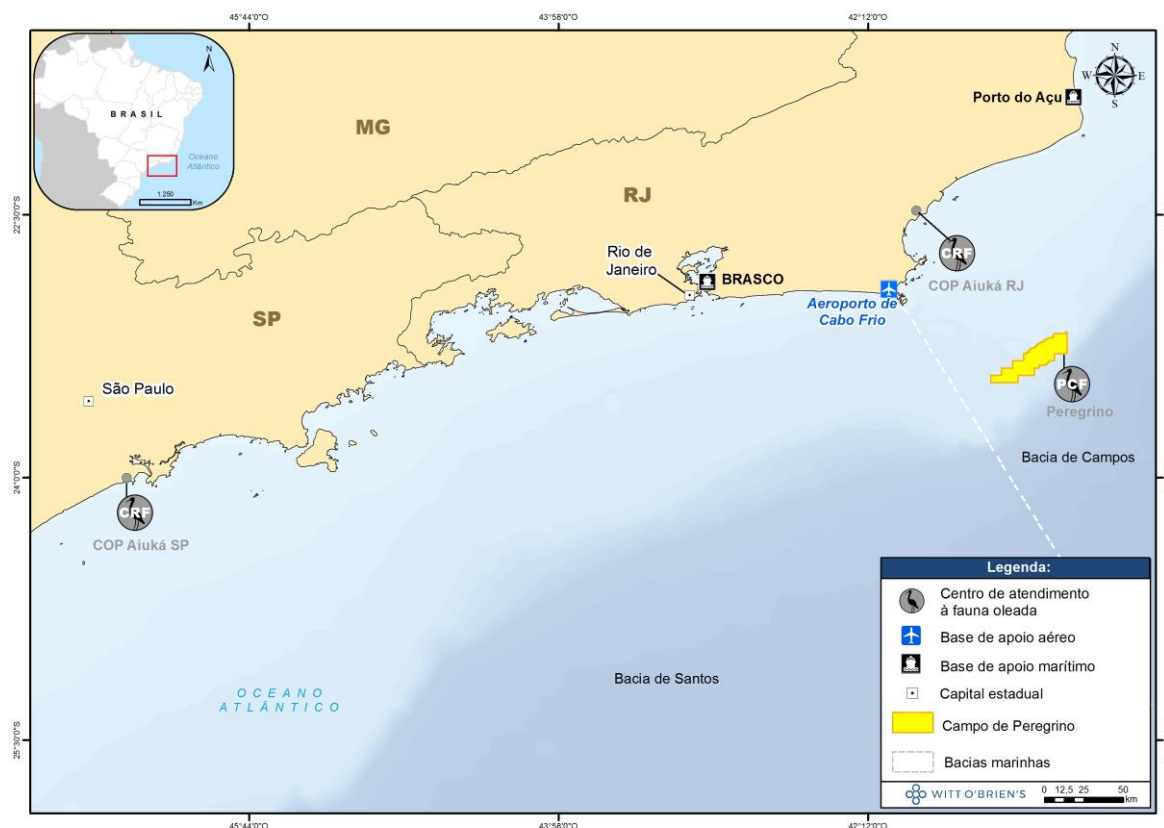 45°44'0"O
43°58'0"O
42°12'0"O
N
BRASIL
Oceano
Atlântico
1.250
Km
N
W
E
S
Porto do Açu
MG
RJ
22°30'0"S
Rio de
Janeiro
BRASCO
CRF
COP Aiuká RJ
Aeroporto de
Cabo Frio
SP
São Paulo
PCF
Peregrino
Bacia de Campos
24°0'0"S
CRF
COP Aiuká SP
Bacia de Santos
OCEANO
ATLÂNTICO
25°30'0"S
Legenda:
Centro de atendimento
à fauna oleada
Base de apoio aéreo
Base de apoio marítimo
Capital estadual
Campo de Peregrino
Bacias marinhas
WITT O'BRIEN'S
0 12,5 25 50
km
45°44'0"O
43°58'0"O
42°12'0"O